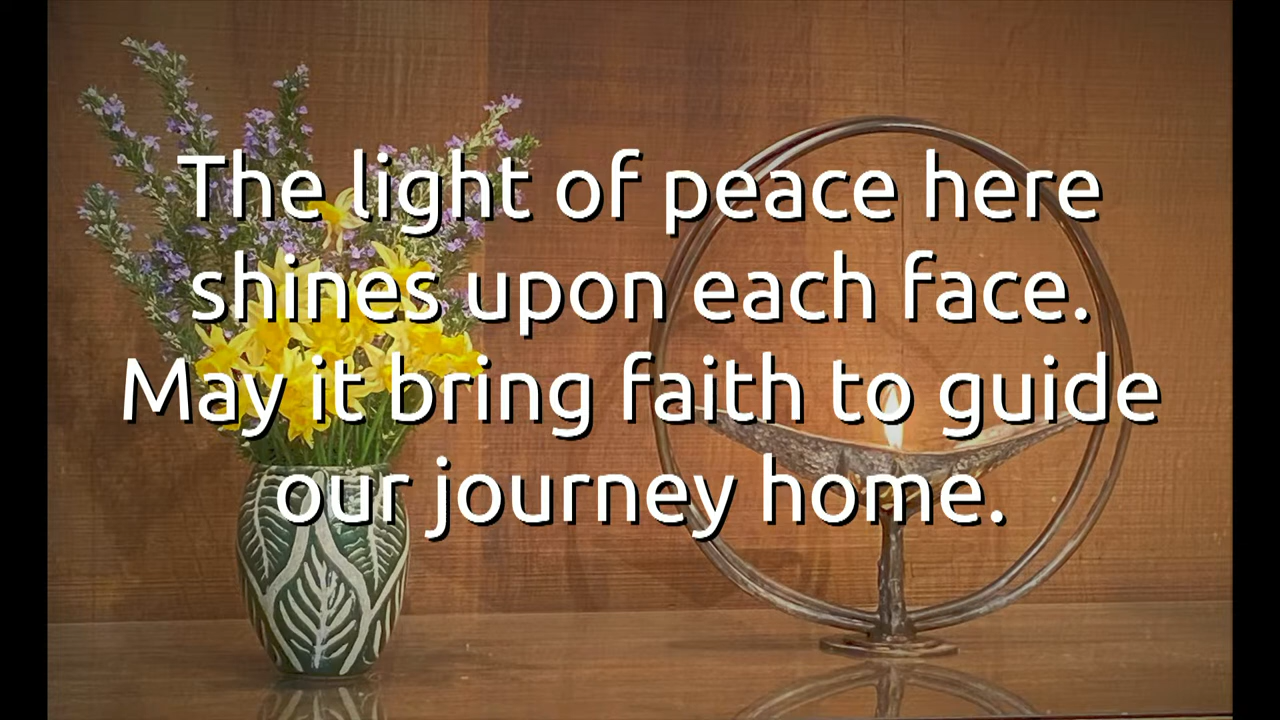 The light of peace here
shines upon each face.
May it bring faith to guide
our journey home.